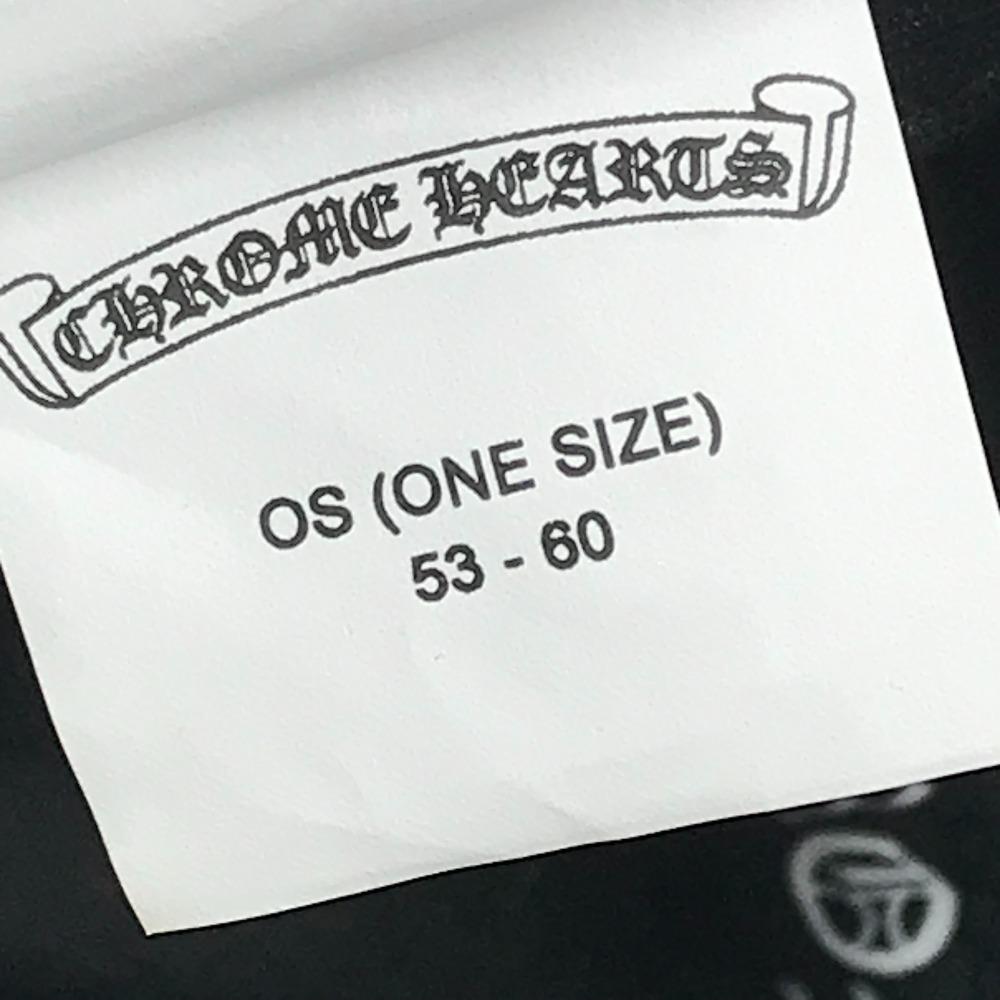 CHROME HEARTS
OS (ONE SIZE)
53 - 60